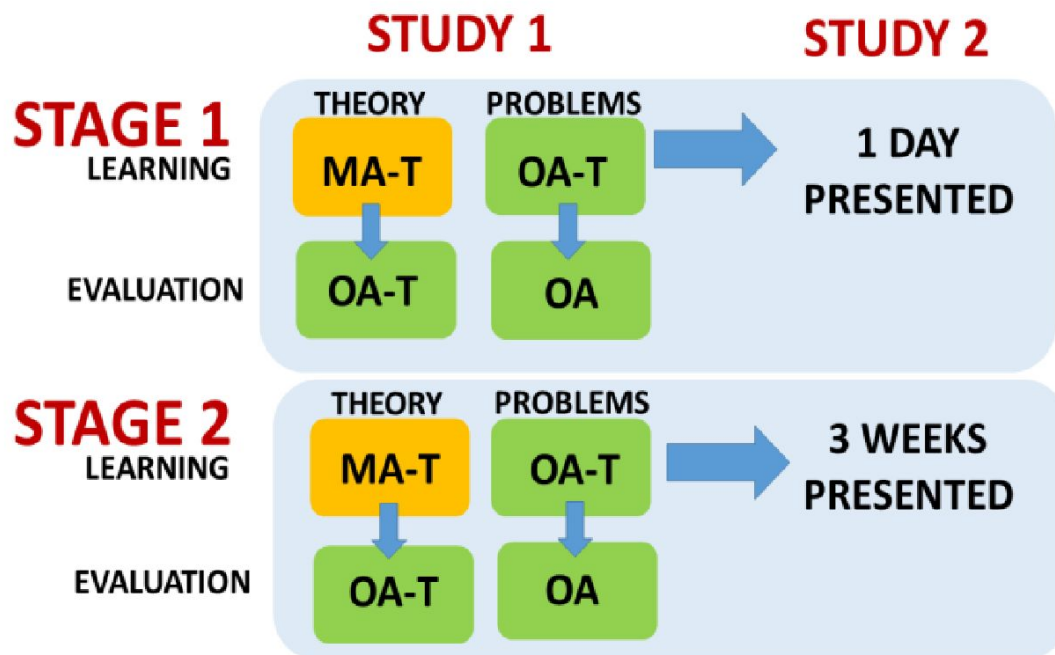 STUDY 1
STUDY 2
STAGE 1
LEARNING
THEORY
PROBLEMS
MA-T
OA-T
1 DAY
PRESENTED
EVALUATION
OA-T
OA
STAGE 2
LEARNING
THEORY
PROBLEMS
MA-T
OA-T
3 WEEKS
PRESENTED
EVALUATION
OA-T
OA